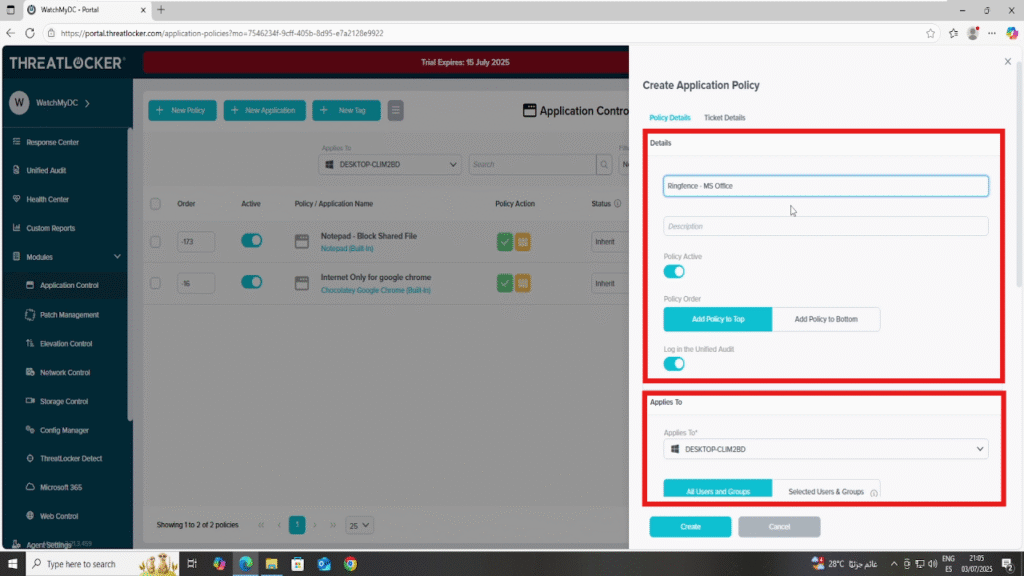 WatchMyDC - Portal
https://portal.threatlocker.com/application-policies?mo=7546234f-9cff-405b-8d95-e7a2128e9922
THREATLOCKER
Trial Expires: 15 July 2025
W WatchMyDC
Response Center
Unified Audit
Health Center
Custom Reports
Modules
Application Control
Patch Management
Elevation Control
Network Control
Storage Control
Config Manager
ThreatLocker Detect
Microsoft 365
Web Control
Agent Settings
New Policy
New Application
New Tag
Application Contro
Applies To
DESKTOP-CLIM2BD
Search
Order Active Policy / Application Name Policy Action Status
-173 Notepad - Block Shared File Inherit
Notepad (Built-In)
-16 Internet Only for google chrome Inherit
Chocolatey Google Chrome (Built-In)
Showing 1 to 2 of 2 policies
1
25
Create Application Policy
Policy Details Ticket Details
Details
Ringfence - MS Office
Description
Policy Active
Policy Order
Add Policy to Top Add Policy to Bottom
Log in the Unified Audit
Applies To
Applies To*
DESKTOP-CLIM2BD
All Users and Groups Selected Users & Groups
Create Cancel
Type here to search
28°C غائم جزئيًا
ENG
ES
21:05
03/07/2025